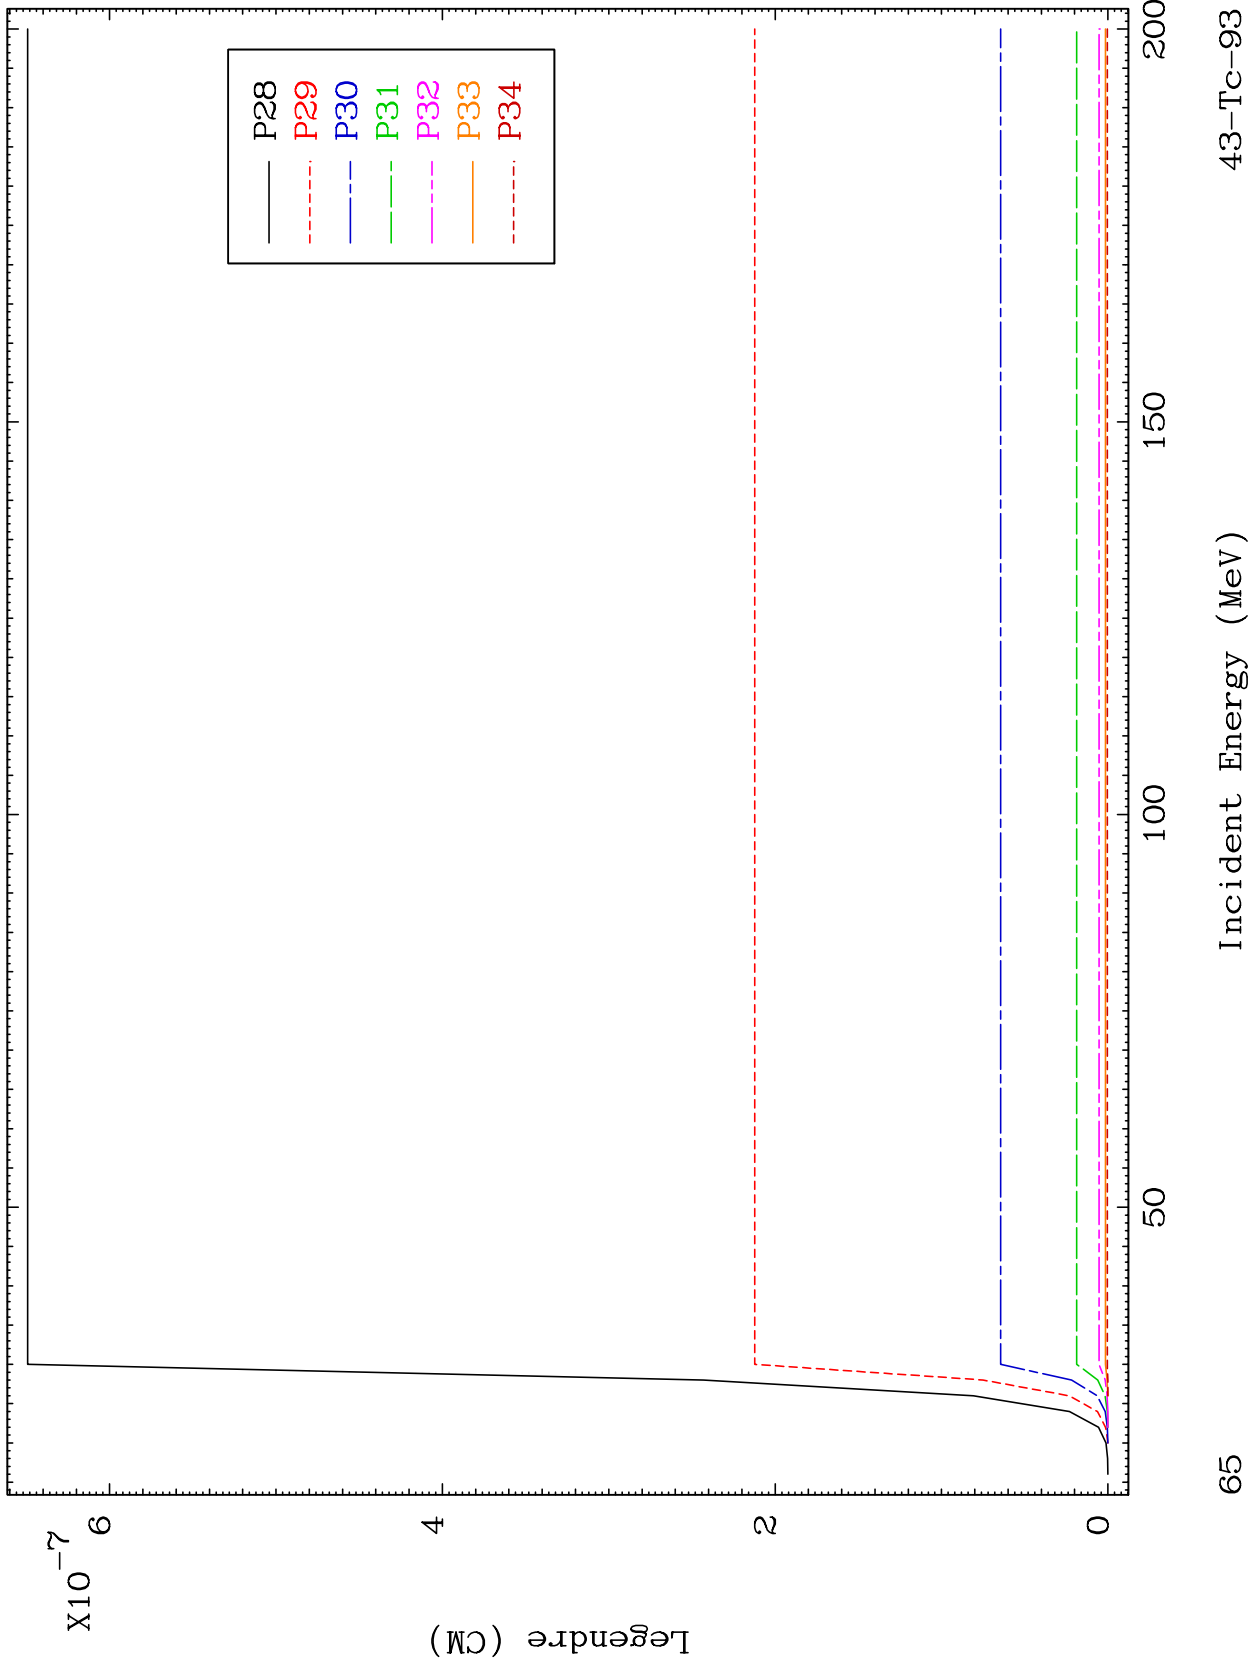 X10-7
6
4
2
0
Legendre (CM)
P28
P29
P30
P31
P32
P33
P34
50
100
150
200
Incident Energy (MeV)
65
43-Tc-93